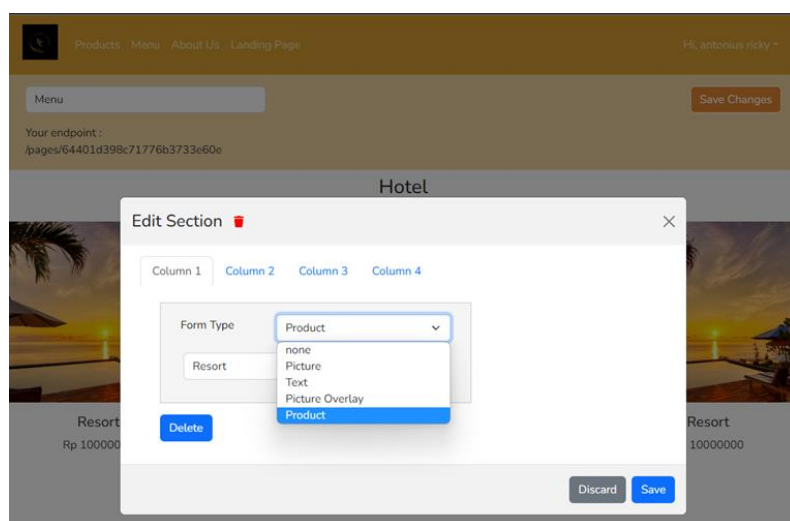 Products Menu About Us Landing Page Hi, antonius ricky
Menu
Save Changes
Your endpoint :
/pages/64401d398c71776b3733e60e
Hotel
Edit Section
Column 1 Column 2 Column 3 Column 4
Form Type Product
none
Resort
Picture
Text
Picture Overlay
Product
Delete
Resort
Rp 100000
Resort
10000000
Discard Save